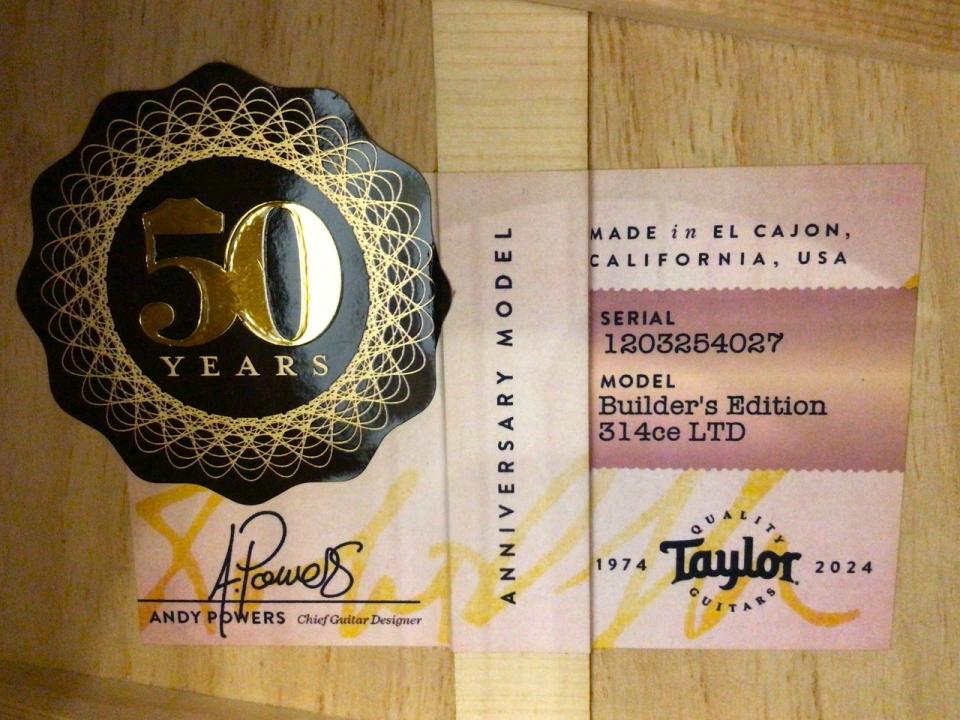 50
YEARS
ANNIVERSARY MODEL
MADE in EL CAJON,
CALIFORNIA, USA
SERIAL
1203254027
MODEL
Builder's Edition
314ce LTD
A.Powers
ANDY POWERS Chief Guitar Designer
QUALITY
1974 Taylor 2024
GUITARS